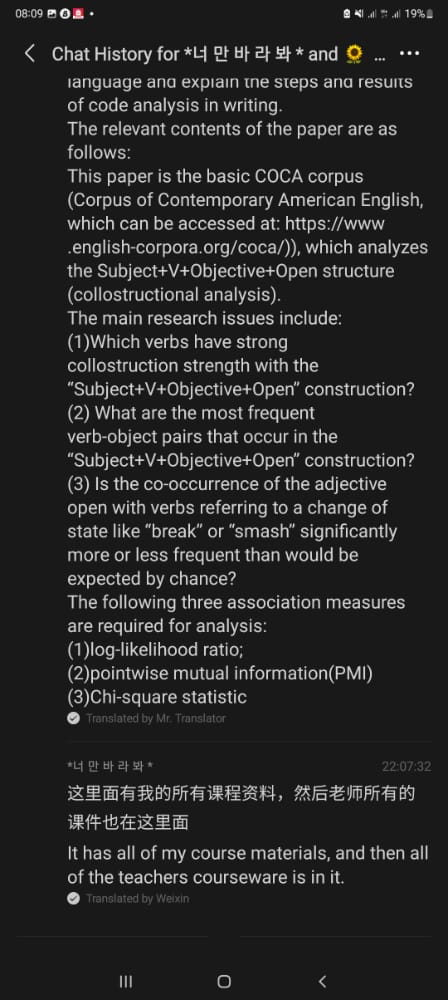 08:09
19%
Chat History for *너 만 바 라 봐 * and 🌻 ...
language and explain the steps and results
of code analysis in writing.
The relevant contents of the paper are as
follows:
This paper is the basic COCA corpus
(Corpus of Contemporary American English,
which can be accessed at: https://www
.english-corpora.org/coca/)), which analyzes
the Subject+V+Objective+Open structure
(collostructional analysis).
The main research issues include:
(1)Which verbs have strong
collostruction strength with the
“Subject+V+Objective+Open” construction?
(2) What are the most frequent
verb-object pairs that occur in the
“Subject+V+Objective+Open” construction?
(3) Is the co-occurrence of the adjective
open with verbs referring to a change of
state like “break” or “smash” significantly
more or less frequent than would be
expected by chance?
The following three association measures
are required for analysis:
(1)log-likelihood ratio;
(2)pointwise mutual information(PMI)
(3)Chi-square statistic
Translated by Mr. Translator
*너 만 바 라 봐 *
22:07:32
这里面有我的所有课程资料，然后老师所有的
课件也在这里面
It has all of my course materials, and then all
of the teachers courseware is in it.
Translated by Weixin